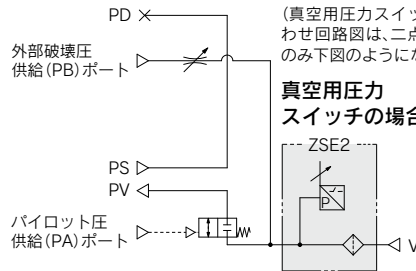 PD
(真空用圧力スイッ
わせ回路図は、二点
のみ下図のように
外部破壊圧
供給(PB)ポート
真空用圧力
スイッチの場合
ZSE2
PS
PV
P
パイロット圧
供給(PA)ポート
V